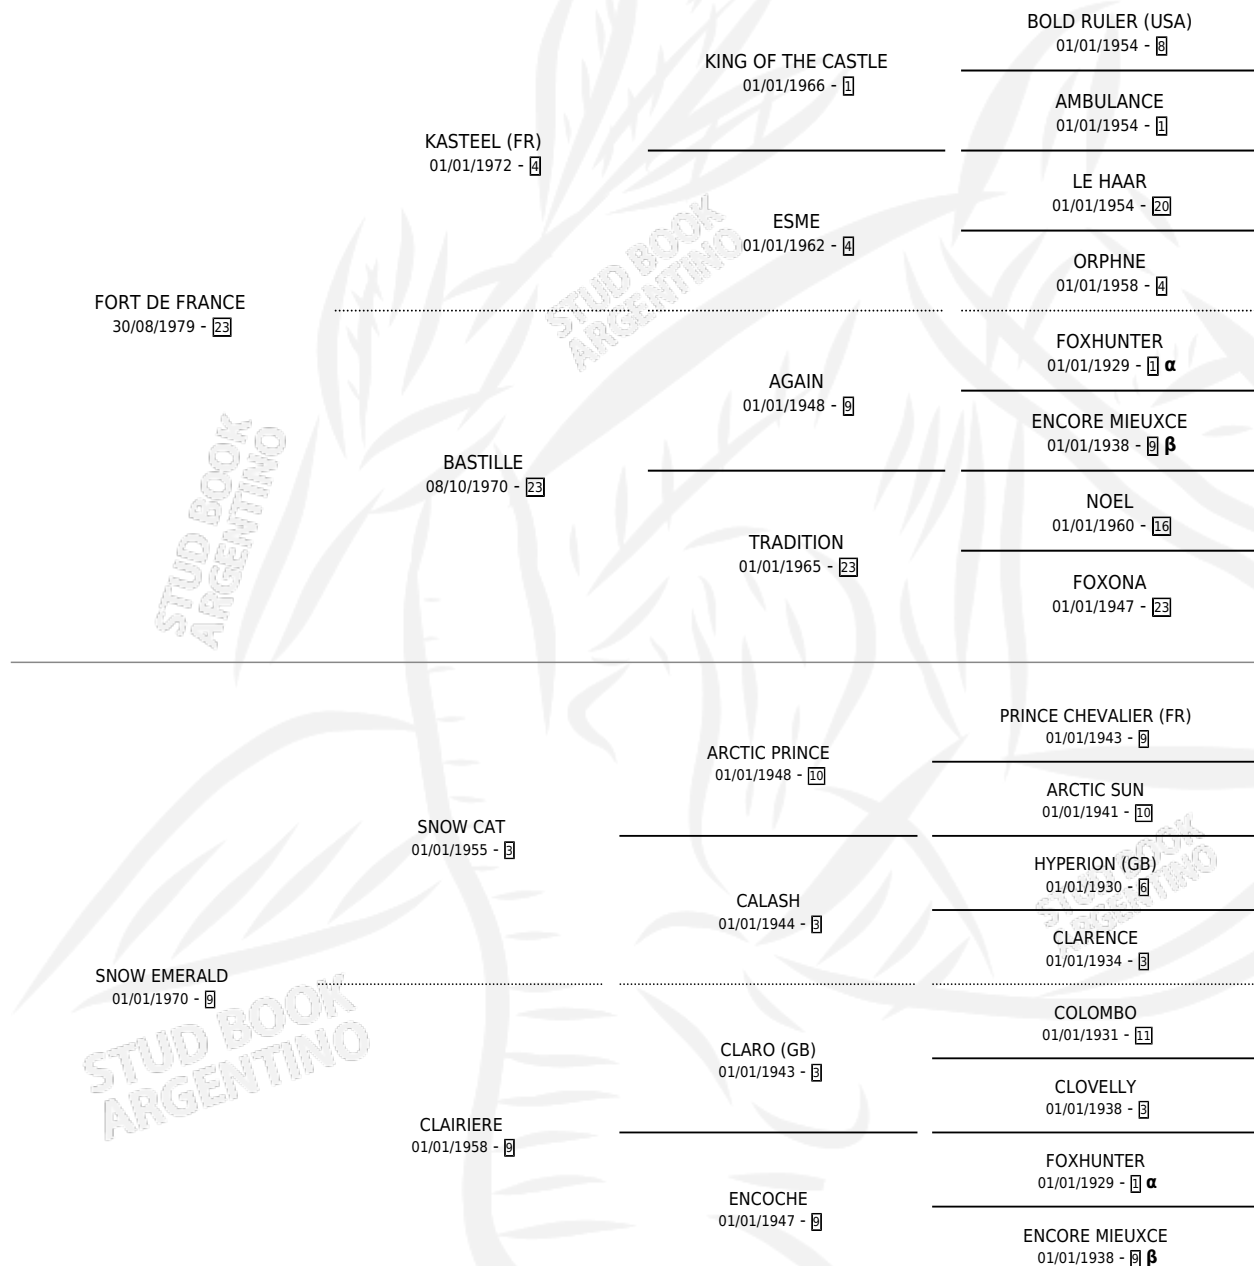 BOLD RULER (USA)
01/01/1954 - 8
KING OF THE CASTLE
01/01/1966 - 1
AMBULANCE
01/01/1954 - 1
KASTEEL (FR)
01/01/1972 - 4
LE HAAR
01/01/1954 - 20
ESME
01/01/1962 - 4
ORPHNE
01/01/1958 - 4
FORT DE FRANCE
30/08/1979 - 23
FOXHUNTER
01/01/1929 - 1 α
AGAIN
01/01/1948 - 9
ENCORE MIEUXCE
01/01/1938 - 9 β
BASTILLE
08/10/1970 - 23
NOEL
01/01/1960 - 16
TRADITION
01/01/1965 - 23
FOXONA
01/01/1947 - 23
PRINCE CHEVALIER (FR)
01/01/1943 - 9
ARCTIC PRINCE
01/01/1948 - 10
ARCTIC SUN
01/01/1941 - 10
SNOW CAT
01/01/1955 - 3
HYPERION (GB)
01/01/1930 - 6
CALASH
01/01/1944 - 3
CLARENCE
01/01/1934 - 3
SNOW EMERALD
01/01/1970 - 9
COLOMBO
01/01/1931 - 11
CLARO (GB)
01/01/1943 - 3
CLOVELLY
01/01/1938 - 3
CLAIRIERE
01/01/1958 - 9
FOXHUNTER
01/01/1929 - 1 α
ENCOCHE
01/01/1947 - 9
ENCORE MIEUXCE
01/01/1938 - 9 β
STUD BOOK
ARGENTINO
STUD BOOK
ARGENTINO
STUD BOOK
ARGENTINO
STUD BOOK
ARGENTINO